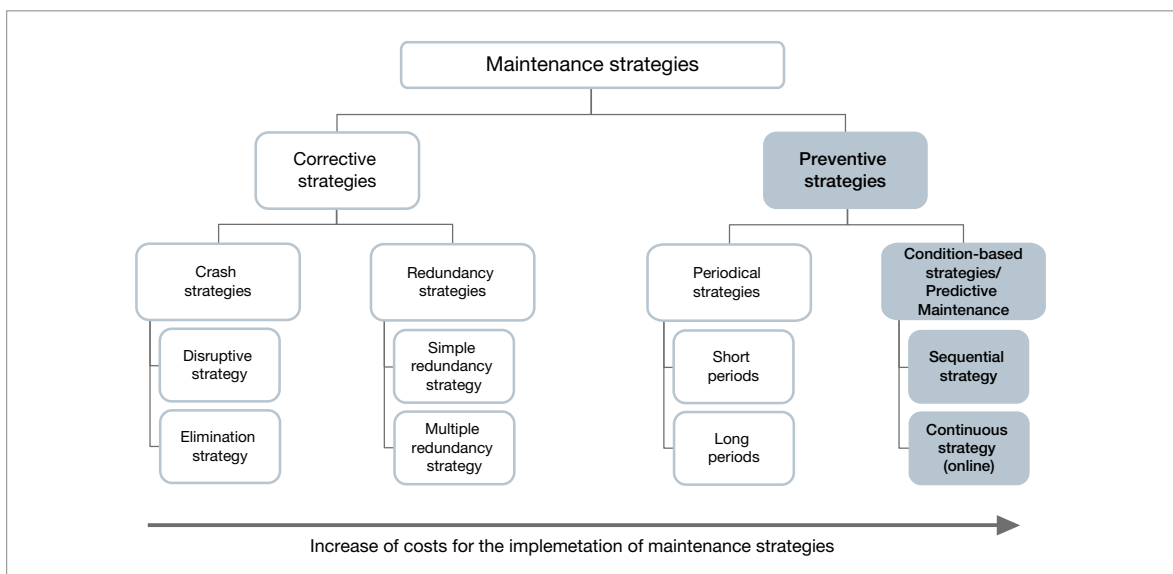 Maintenance strategies
Corrective
strategies
Preventive
strategies
Crash
strategies
Redundancy
strategies
Periodical
strategies
Condition-based
strategies/
Predictive
Maintenance
Disruptive
strategy
Simple
redundancy
strategy
Short
periods
Sequential
strategy
Elimination
strategy
Multiple
redundancy
strategy
Long
periods
Continuous
strategy
(online)
Increase of costs for the implemetation of maintenance strategies